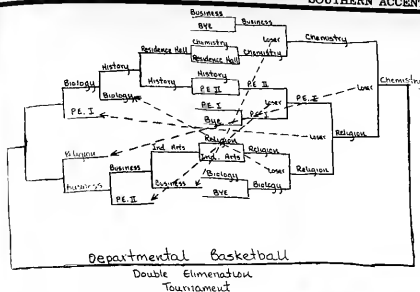 SOUTHERN ACCENT
Business
BYE
Business
Loser
Chemistry
Residence Hall
Chemistry
Residence Hall
Chemistry
History
Biology
History
History
P.E. II
P.E. II
Biology
Loser
P.E. I
Loser
Chemistry
P.E. I
P.E. I
Bye
P.E. I
Loser
Religion
Religion
Religion
Ind. Arts
Religion
Ind Arts
Loser
Religion
Business
Business
P.E. II
Business
Biology
BYE
Biology
Departmental Basketball
Double Elimenation
Tournament